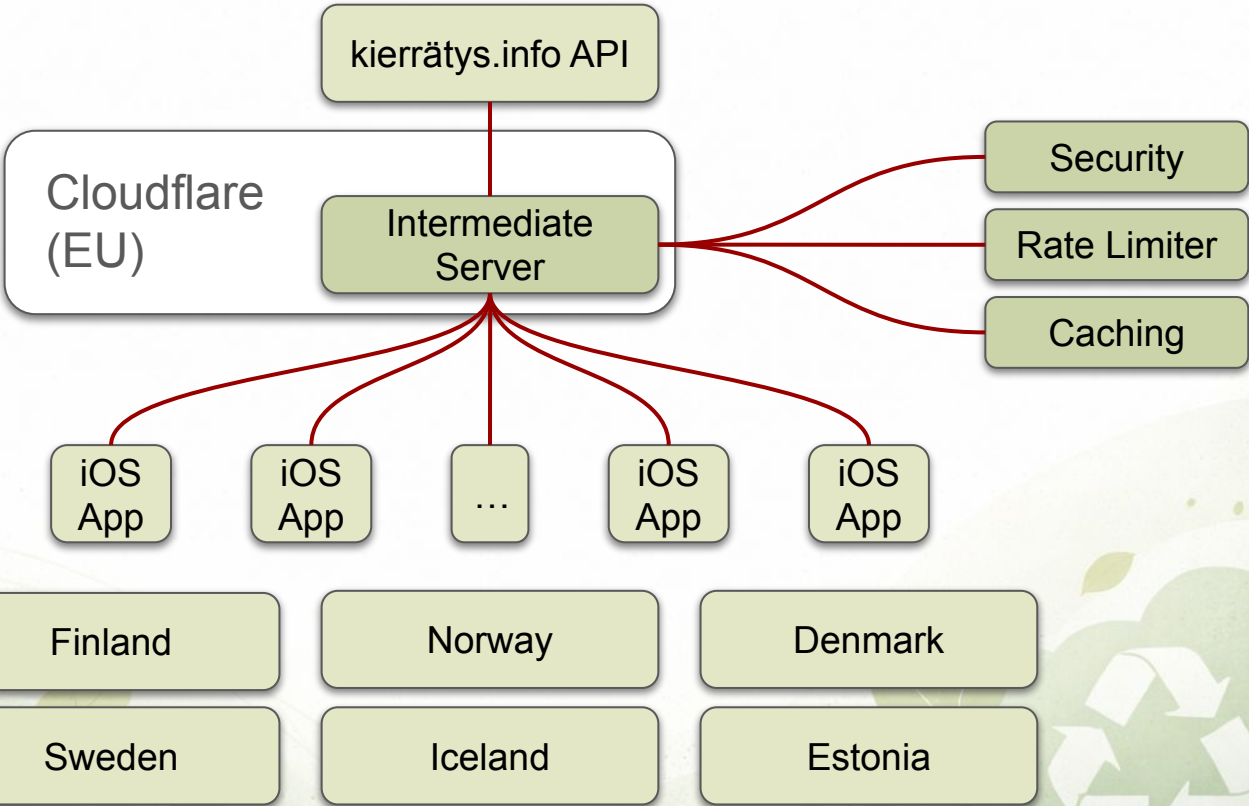 kierrätys.info API
Cloudflare
(EU)
Intermediate
Server
Security
Rate Limiter
Caching
iOS
App
iOS
App
...
iOS
App
iOS
App
Finland
Norway
Denmark
Sweden
Iceland
Estonia